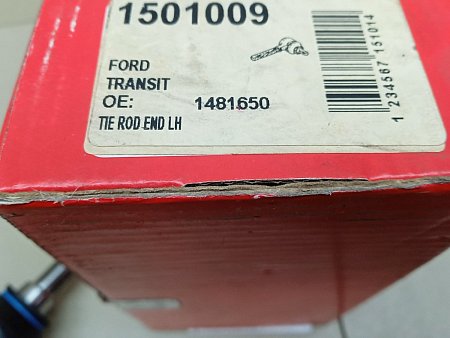 1501009
FORD
TRANSIT
OE: 1481650
TIE ROD END LH
1 234567 151014